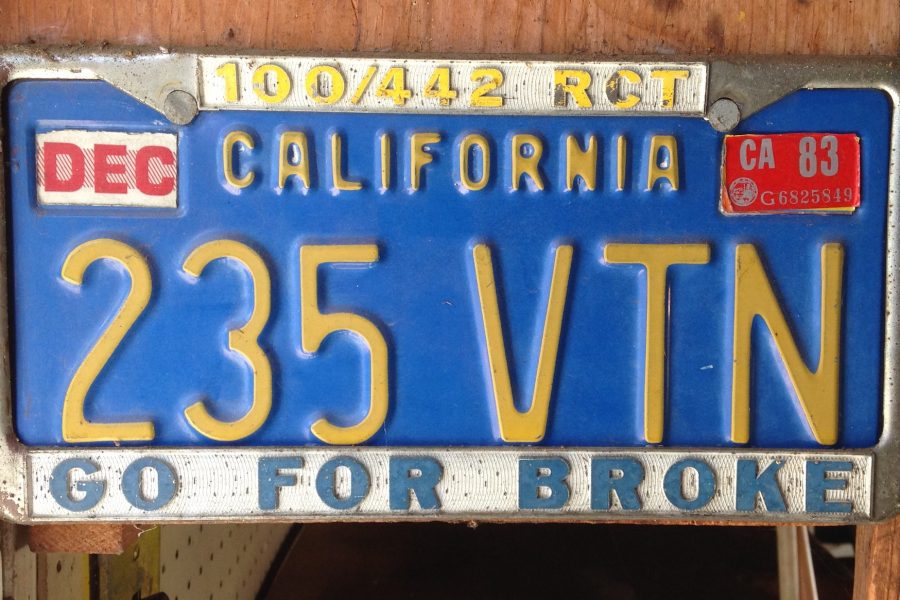 100/442 RCT
CALIFORNIA
DEC
CA 83
G6825849
235 VTN
GO FOR BROKE